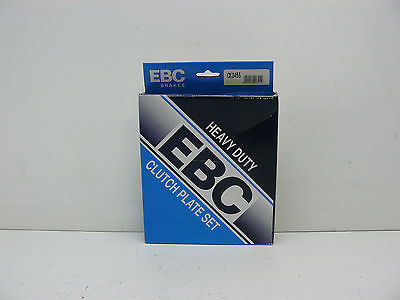 EBC
BRAKES
CK3455
HEAVY DUTY
EBC
CLUTCH PLATE SET